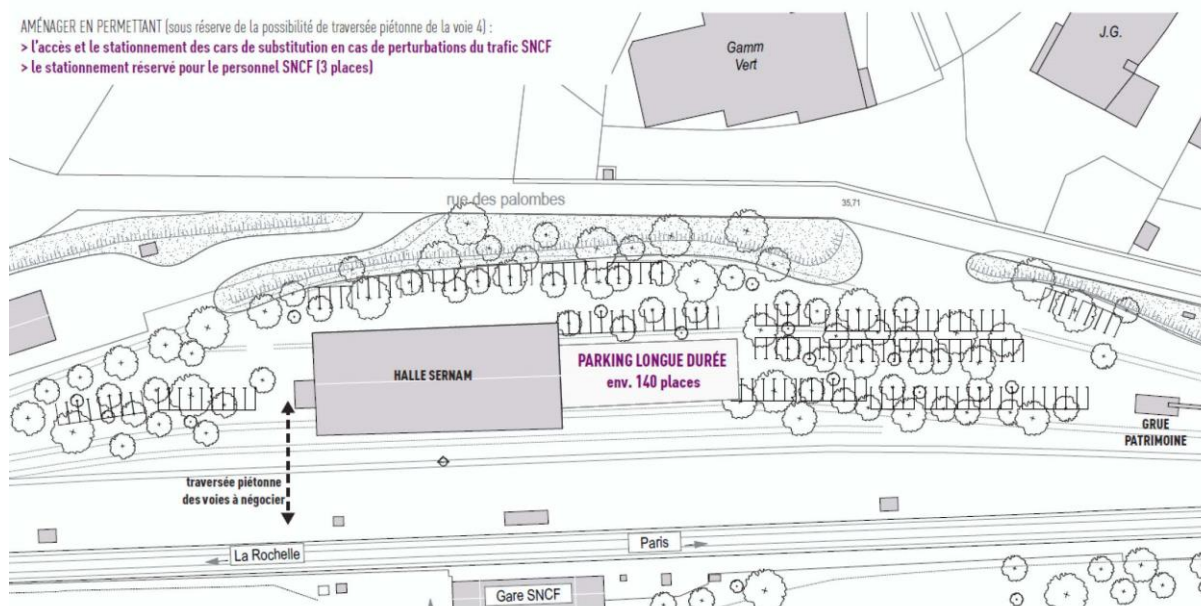 AMÉNAGER EN PERMETTANT (sous réserve de la possibilité de traversée piétonne de la voie 4) :
> l'accès et le stationnement des cars de substitution en cas de perturbations du trafic SNCF
> le stationnement réservé pour le personnel SNCF (3 places)
J.G.
Gamm
Vert
rue des palombes
35,71
HALLE SERNAM
PARKING LONGUE DURÉE
env. 140 places
GRUE
PATRIMOINE
traversée piétonne
des voies à négocier
La Rochelle
Paris
Gare SNCF